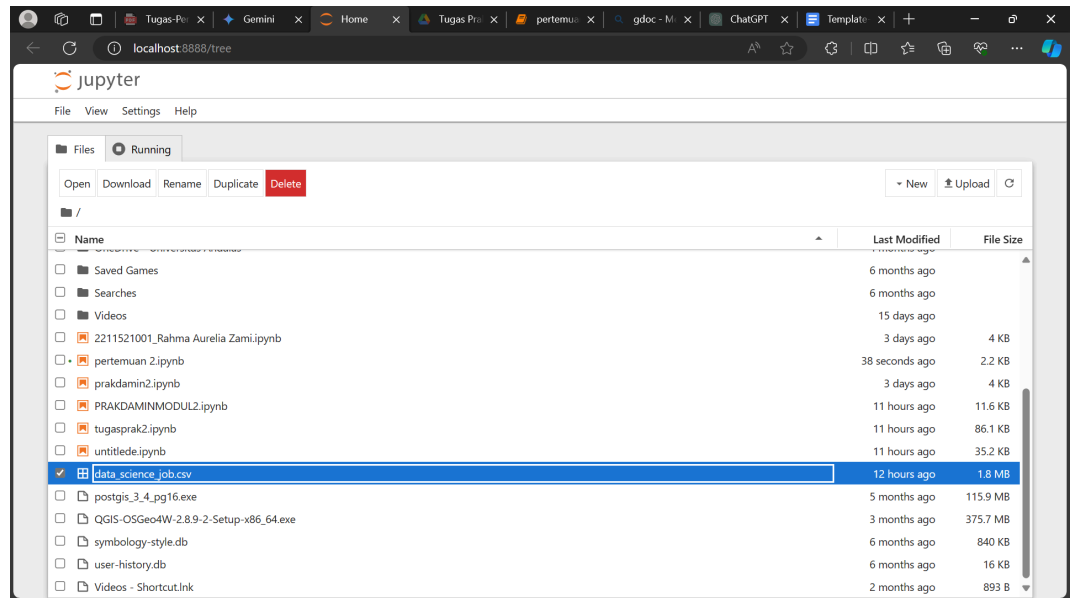 Tugas-Per
Gemini
Home
Tugas Pra
pertemua
gdoc - M
ChatGPT
Template
localhost:8888/tree
jupyter
File View Settings Help
Files Running
Open Download Rename Duplicate Delete New Upload
/
Name Last Modified File Size
OneDrive - Universitas Andalas 7 months ago
Saved Games 6 months ago
Searches 6 months ago
Videos 15 days ago
2211521001_Rahma Aurelia Zami.ipynb 3 days ago 4 KB
pertemuan 2.ipynb 38 seconds ago 2.2 KB
prakdamin2.ipynb 3 days ago 4 KB
PRAKDAMINMODUL2.ipynb 11 hours ago 11.6 KB
tugasprak2.ipynb 11 hours ago 86.1 KB
untitlede.ipynb 11 hours ago 35.2 KB
data_science_job.csv 12 hours ago 1.8 MB
postgis_3_4_pg16.exe 5 months ago 115.9 MB
QGIS-OSGeo4W-2.8.9-2-Setup-x86_64.exe 3 months ago 375.7 MB
symbology-style.db 6 months ago 840 KB
user-history.db 6 months ago 16 KB
Videos - Shortcut.lnk 2 months ago 893 B